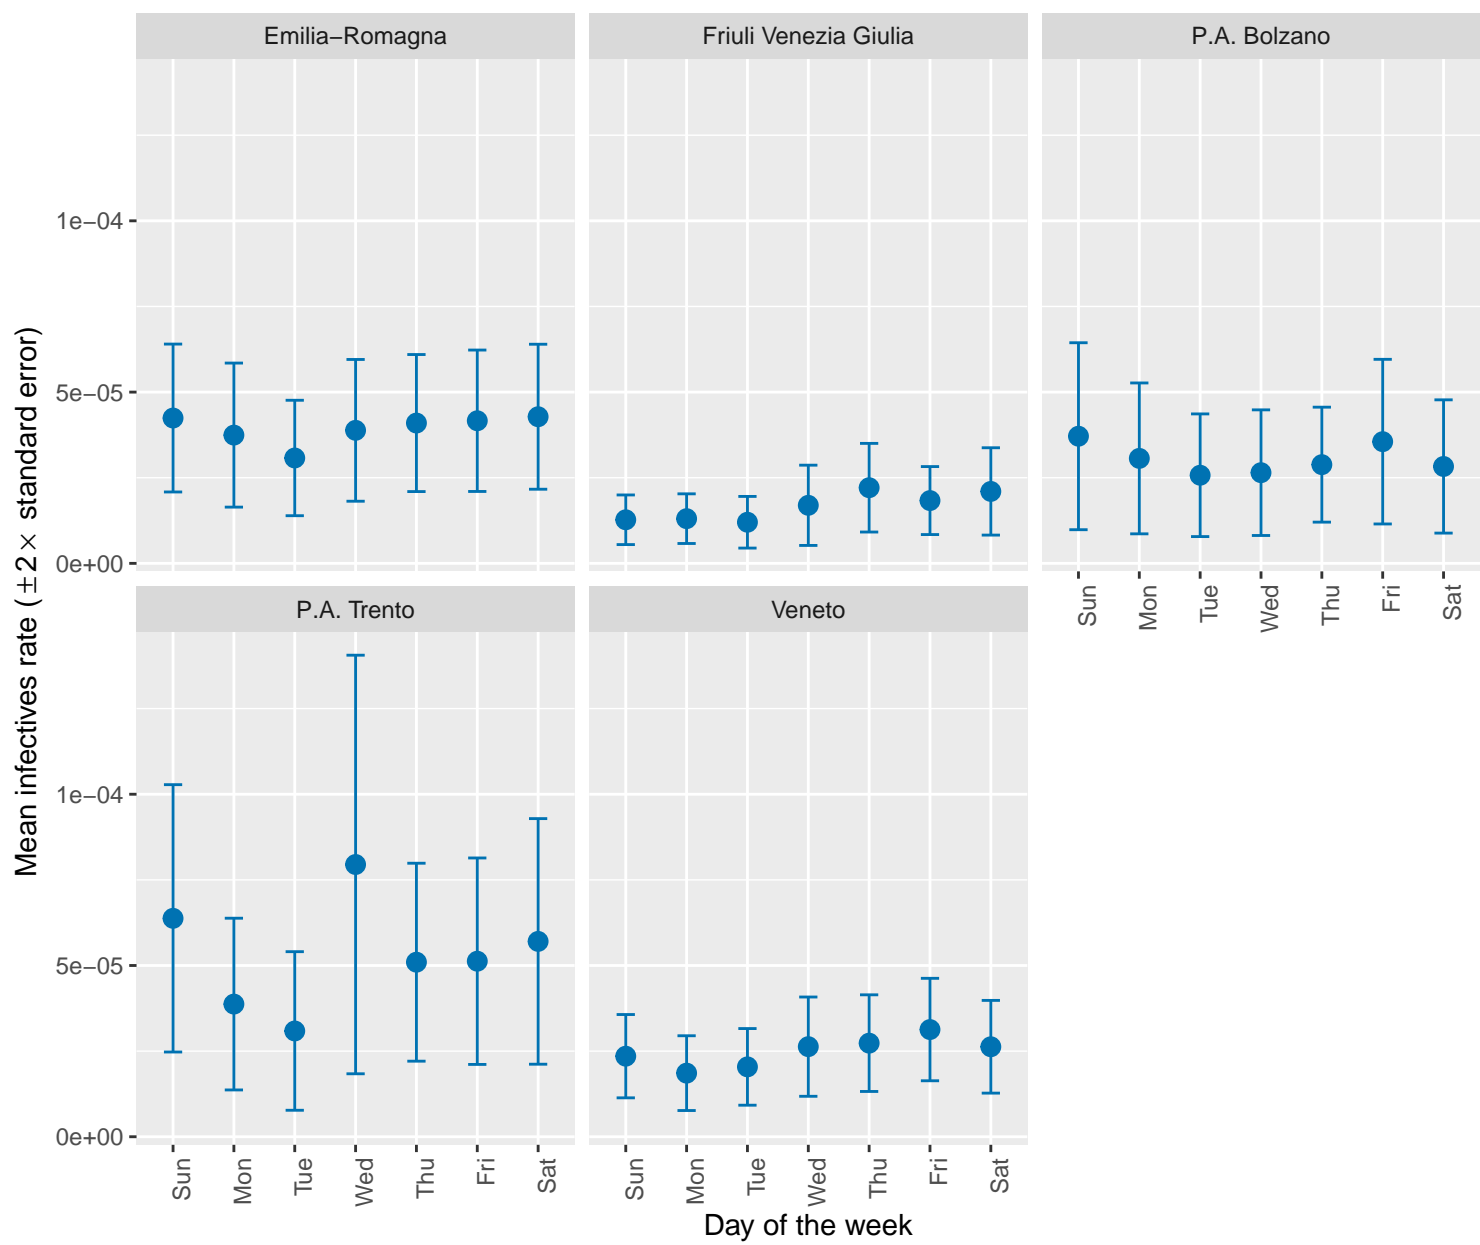 Emilia−Romagna
Friuli Venezia Giulia
P.A. Bolzano
1e−04
5e−05
0e+00
Sun
Mon
Tue
Wed
Thu
Fri
Sat
P.A. Trento
Veneto
1e−04
5e−05
0e+00
Sun
Mon
Tue
Wed
Thu
Fri
Sat
Sun
Mon
Tue
Wed
Thu
Fri
Sat
Day of the week
Mean infectives rate (±2× standard error)